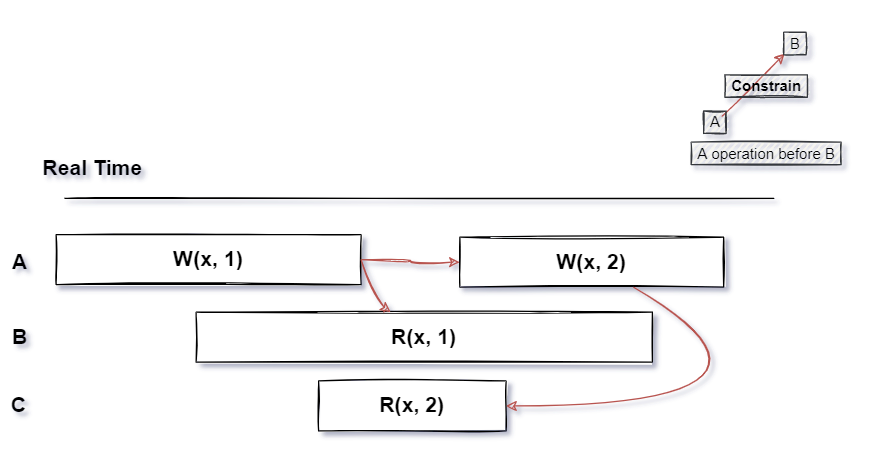 B
Constrain
A
A operation before B
Real Time
A
W(x, 1)
W(x, 2)
B
R(x, 1)
C
R(x, 2)